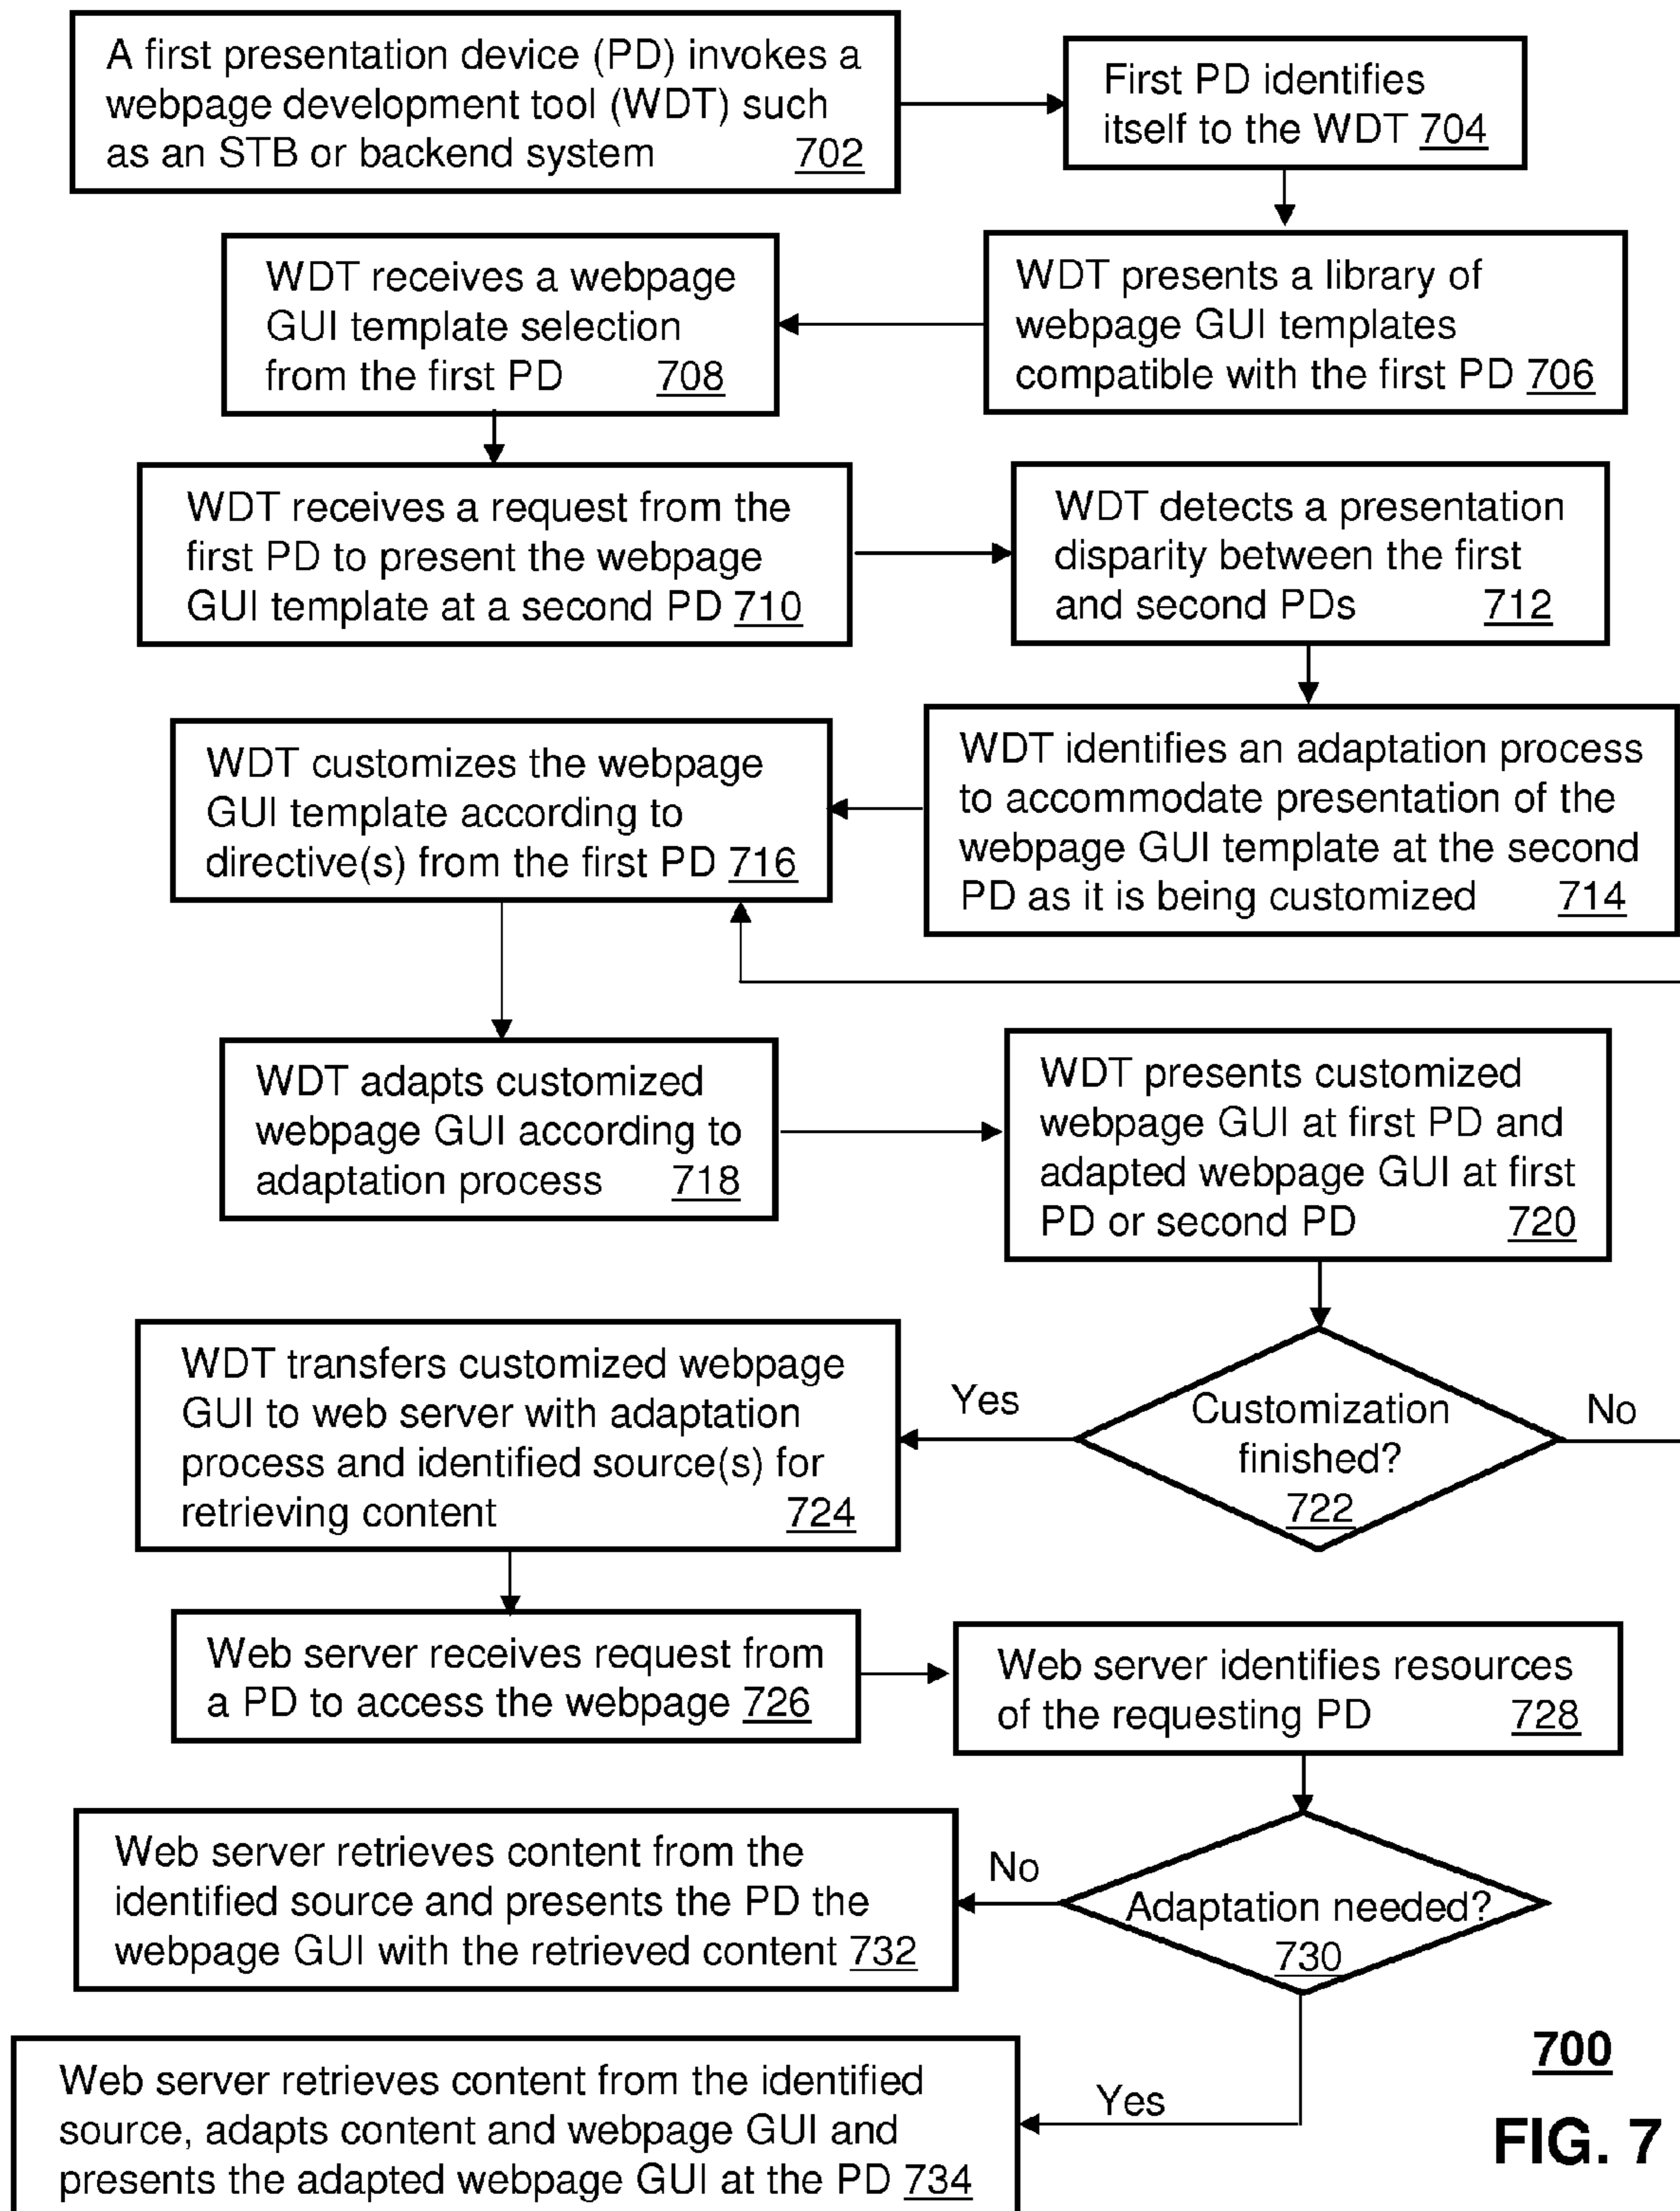 A first presentation device (PD) invokes a
webpage development tool (WDT) such
as an STB or backend system 702
First PD identifies
itself to the WDT 704
WDT presents a library of
webpage GUI templates
compatible with the first PD 706
WDT receives a webpage
GUI template selection
from the first PD 708
WDT receives a request from the
first PD to present the webpage
GUI template at a second PD 710
WDT detects a presentation
disparity between the first
and second PDs 712
WDT identifies an adaptation process
to accommodate presentation of the
webpage GUI template at the second
PD as it is being customized 714
WDT customizes the webpage
GUI template according to
directive(s) from the first PD 716
WDT adapts customized
webpage GUI according to
adaptation process 718
WDT presents customized
webpage GUI at first PD and
adapted webpage GUI at first
PD or second PD 720
Customization
finished?
722
Yes
No
WDT transfers customized webpage
GUI to web server with adaptation
process and identified source(s) for
retrieving content 724
Web server receives request from
a PD to access the webpage 726
Web server identifies resources
of the requesting PD 728
Adaptation needed?
730
No
Web server retrieves content from the
identified source and presents the PD the
webpage GUI with the retrieved content 732
Yes
Web server retrieves content from the identified
source, adapts content and webpage GUI and
presents the adapted webpage GUI at the PD 734
700
FIG. 7